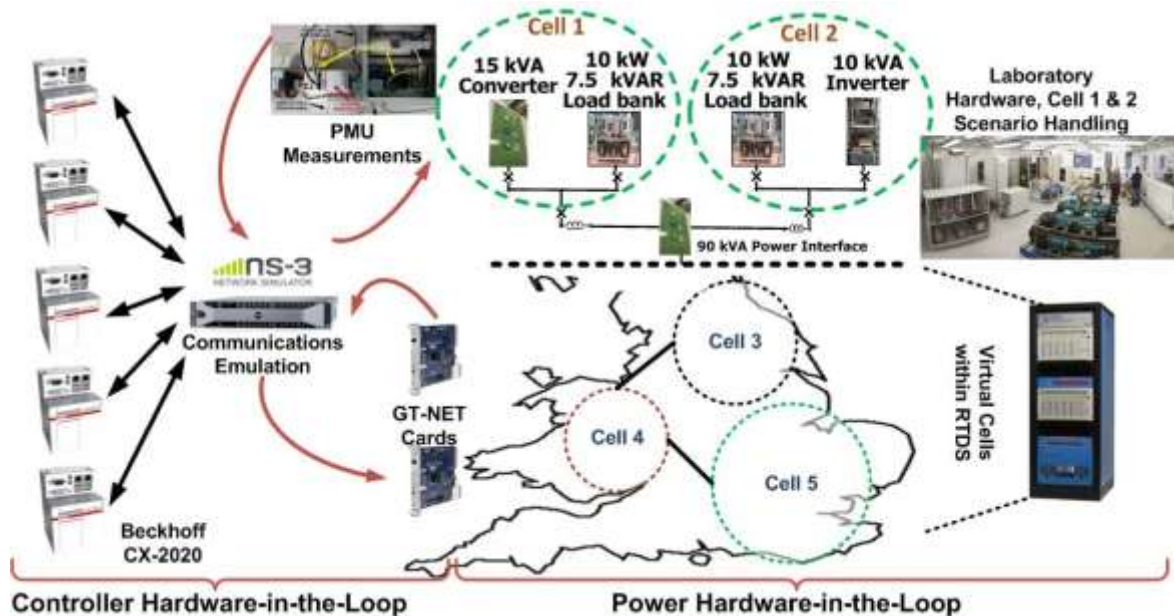 Cell 1
Cell 2
15 kVA
Converter
10 kW
7.5 kVAR
Load bank
10 kW
7.5 kVAR
Load bank
10 kVA
Inverter
PMU
Measurements
Laboratory
Hardware, Cell 1 & 2
Scenario Handling
90 kVA Power Interface
ns-3
NETWORK SIMULATOR
Communications
Emulation
GT-NET
Cards
Cell 3
Cell 4
Cell 5
Virtual Cells
within RTDS
Beckhoff
CX-2020
Controller Hardware-in-the-Loop
Power Hardware-in-the-Loop